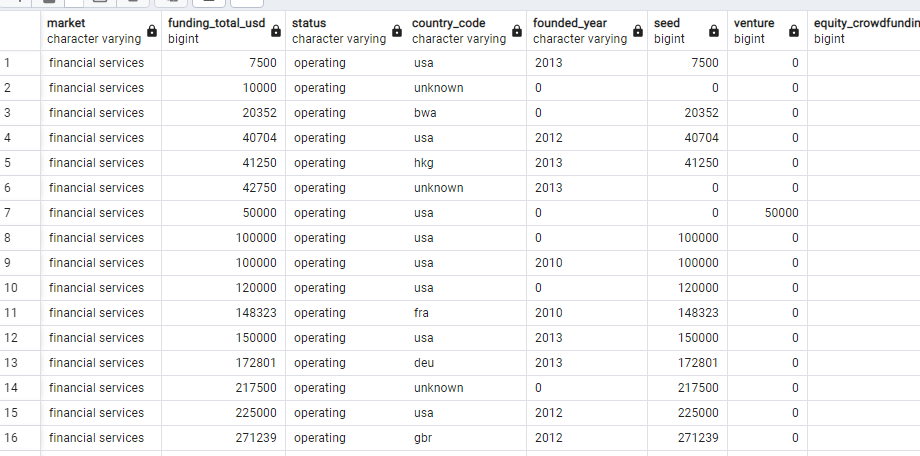 market funding_total_usd status country_code founded_year seed venture equity_crowdfundin
character varying bigint character varying character varying character varying bigint bigint bigint
1 financial services 7500 operating usa 2013 7500 0
2 financial services 10000 operating unknown 0 0 0
3 financial services 20352 operating bwa 0 20352 0
4 financial services 40704 operating usa 2012 40704 0
5 financial services 41250 operating hkg 2013 41250 0
6 financial services 42750 operating unknown 2013 0 0
7 financial services 50000 operating usa 0 0 50000
8 financial services 100000 operating usa 0 100000 0
9 financial services 100000 operating usa 2010 100000 0
10 financial services 120000 operating usa 0 120000 0
11 financial services 148323 operating fra 2010 148323 0
12 financial services 150000 operating usa 2013 150000 0
13 financial services 172801 operating deu 2013 172801 0
14 financial services 217500 operating unknown 0 217500 0
15 financial services 225000 operating usa 2012 225000 0
16 financial services 271239 operating gbr 2012 271239 0